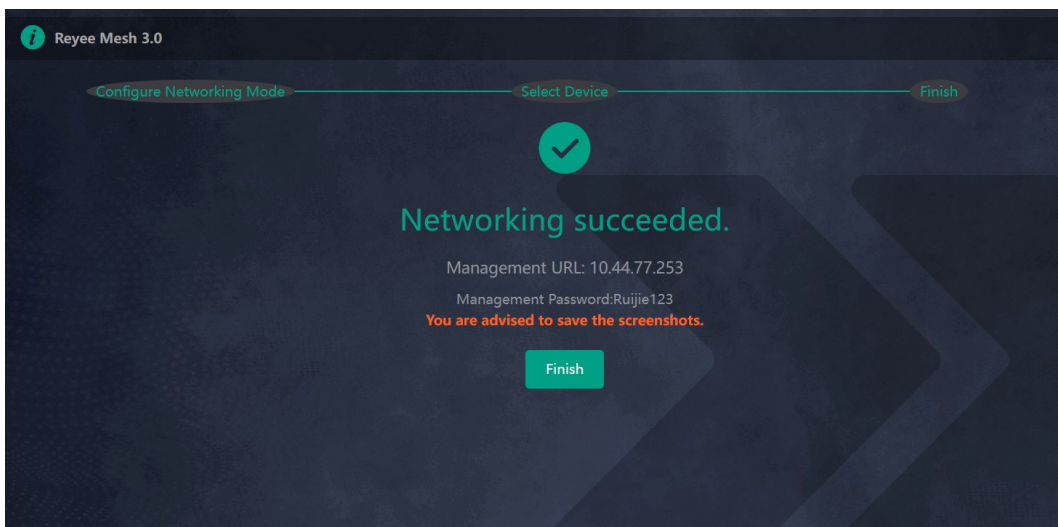 i Reyee Mesh 3.0
Configure Networking Mode Select Device Finish
Networking succeeded.
Management URL: 10.44.77.253
Management Password:Ruijie123
You are advised to save the screenshots.
Finish